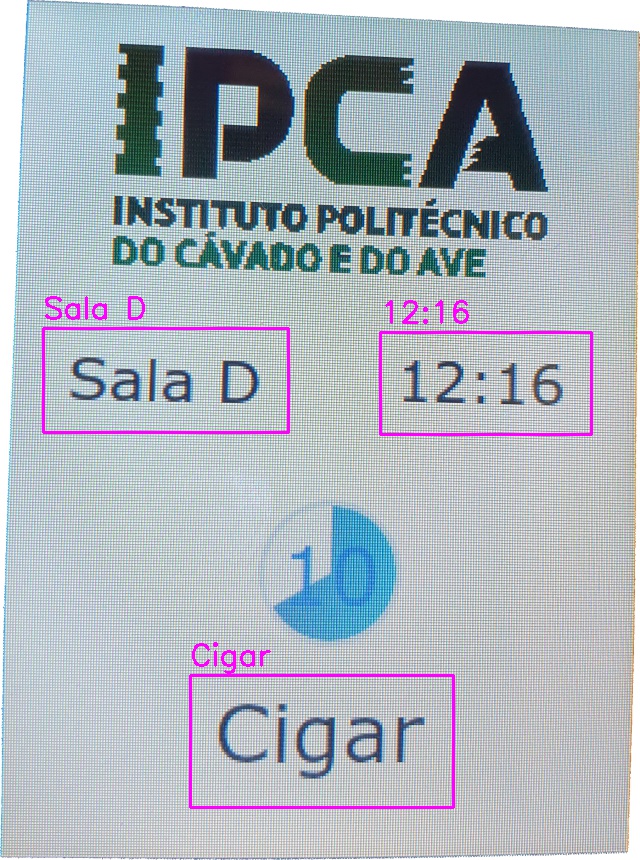 IPCA
INSTITUTO POLITÉCNICO
DO CÁVADO E DO AVE
Sala D 12:16
Sala D 12:16
10
Cigar
Cigar